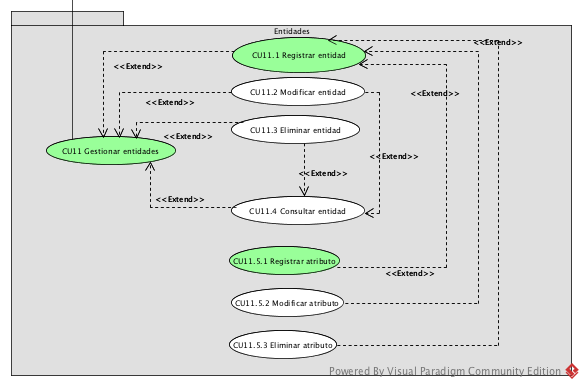 Entidades
<<Extend>>
CU11.1 Registrar entidad
<<Extend>>
CU11.2 Modificar entidad
<<Extend>>
<<Extend>>
CU11.3 Eliminar entidad
<<Extend>>
CU11 Gestionar entidades
<<Extend>>
<<Extend>>
<<Extend>>
CU11.4 Consultar entidad
CU11.5.1 Registrar atributo
<<Extend>>
CU11.5.2 Modificar atributo
CU11.5.3 Eliminar atributo
Powered By Visual Paradigm Community Edition